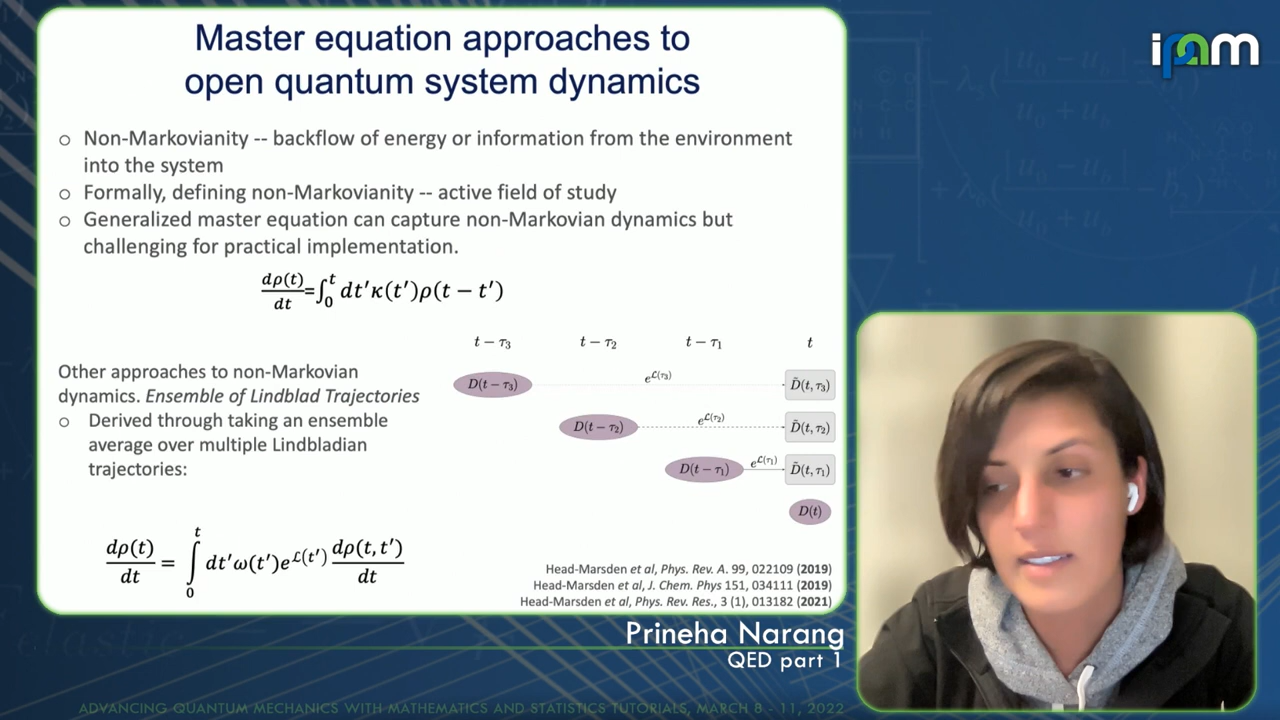 Master equation approaches to
open quantum system dynamics
ipam
○ Non-Markovianity -- backflow of energy or information from the environment
into the system
○ Formally, defining non-Markovianity -- active field of study
○ Generalized master equation can capture non-Markovian dynamics but
challenging for practical implementation.
dρ(t)/dt=∫₀ᵗ dt′κ(t′)ρ(t − t′)
t − τ₃ t − τ₂ t − τ₁ t
Other approaches to non-Markovian
dynamics. Ensemble of Lindblad Trajectories
○ Derived through taking an ensemble
average over multiple Lindbladian
trajectories:
D(t − τ₃) e^ℒ(τ₃) D̃(t, τ₃)
D(t − τ₂) e^ℒ(τ₂) D̃(t, τ₂)
D(t − τ₁) e^ℒ(τ₁) D̃(t, τ₁)
D(t)
dρ(t)/dt = ∫₀ᵗ dt′ω(t′)e^ℒ(t′) dρ(t, t′)/dt
Head-Marsden et al, Phys. Rev. A. 99, 022109 (2019)
Head-Marsden et al, J. Chem. Phys 151, 034111 (2019)
Head-Marsden et al, Phys. Rev. Res., 3 (1), 013182 (2021)
Prineha Narang
QED part 1
ADVANCING QUANTUM MECHANICS WITH MATHEMATICS AND STATISTICS TUTORIALS, MARCH 8 - 11, 2022